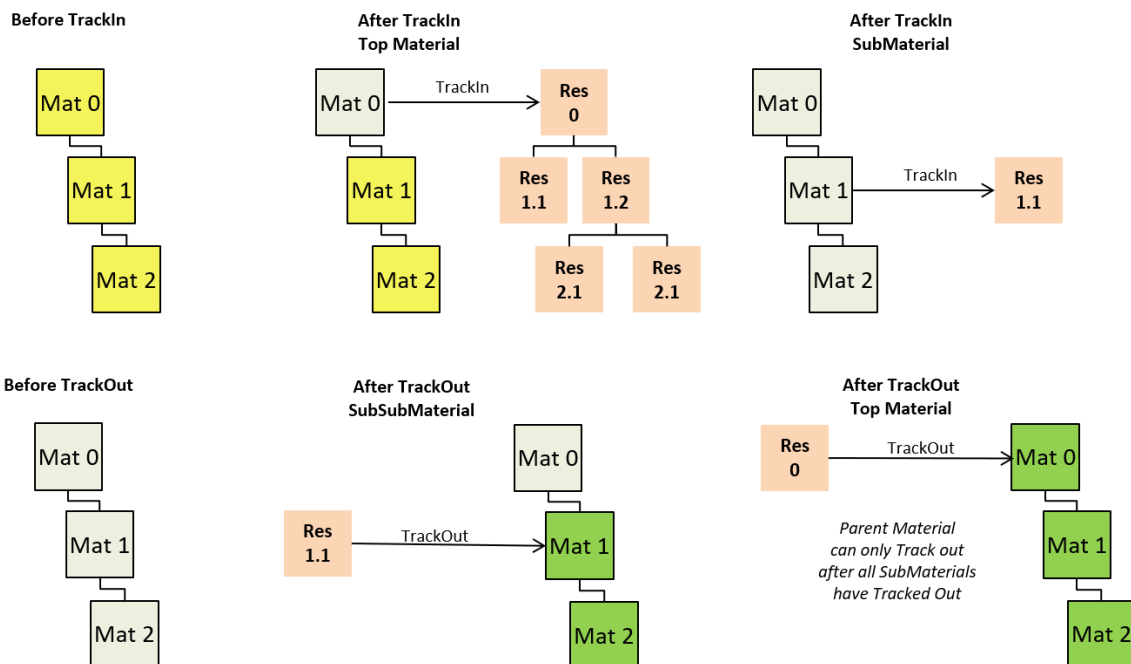 Before TrackIn
After TrackIn
Top Material
After TrackIn
SubMaterial
Mat 0
Mat 1
Mat 2
Mat 0
TrackIn
Res
0
Mat 1
Res
1.1
Res
1.2
Mat 2
Res
2.1
Res
2.1
Mat 0
Mat 1
TrackIn
Res
1.1
Mat 2
Before TrackOut
After TrackOut
SubSubMaterial
After TrackOut
Top Material
Mat 0
Mat 1
Mat 2
Mat 0
Res
1.1
TrackOut
Mat 1
Mat 2
Res
0
TrackOut
Mat 0
Parent Material
can only Track out
after all SubMaterials
have Tracked Out
Mat 1
Mat 2